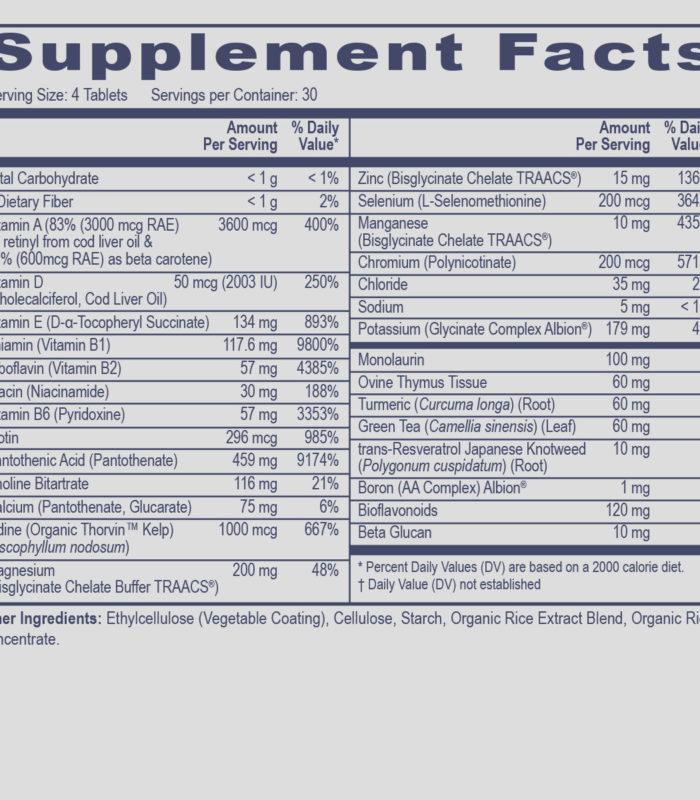 Supplement Facts
erving Size: 4 Tablets Servings per Container: 30
Amount Per Serving % Daily Value*
tal Carbohydrate < 1 g < 1%
Dietary Fiber < 1 g 2%
tamin A (83% (3000 mcg RAE) 3600 mcg 400%
retinyl from cod liver oil &
% (600mcg RAE) as beta carotene)
tamin D 50 mcg (2003 IU) 250%
holecalciferol, Cod Liver Oil)
tamin E (D-α-Tocopheryl Succinate) 134 mg 893%
iamin (Vitamin B1) 117.6 mg 9800%
boflavin (Vitamin B2) 57 mg 4385%
acin (Niacinamide) 30 mg 188%
tamin B6 (Pyridoxine) 57 mg 3353%
otin 296 mcg 985%
antothenic Acid (Pantothenate) 459 mg 9174%
holine Bitartrate 116 mg 21%
alcium (Pantothenate, Glucarate) 75 mg 6%
dine (Organic Thorvin™ Kelp) 1000 mcg 667%
scophyllum nodosum)
agnesium 200 mg 48%
isglycinate Chelate Buffer TRAACS®)
Amount Per Serving % Dai Valu
Zinc (Bisglycinate Chelate TRAACS®) 15 mg 136
Selenium (L-Selenomethionine) 200 mcg 364
Manganese 10 mg 435
(Bisglycinate Chelate TRAACS®)
Chromium (Polynicotinate) 200 mcg 571
Chloride 35 mg 2
Sodium 5 mg < 1
Potassium (Glycinate Complex Albion®) 179 mg 4
Monolaurin 100 mg
Ovine Thymus Tissue 60 mg
Turmeric (Curcuma longa) (Root) 60 mg
Green Tea (Camellia sinensis) (Leaf) 60 mg
trans-Resveratrol Japanese Knotweed 10 mg
(Polygonum cuspidatum) (Root)
Boron (AA Complex) Albion® 1 mg
Bioflavonoids 120 mg
Beta Glucan 10 mg
* Percent Daily Values (DV) are based on a 2000 calorie diet.
† Daily Value (DV) not established
her Ingredients: Ethylcellulose (Vegetable Coating), Cellulose, Starch, Organic Rice Extract Blend, Organic Ri
ncentrate.